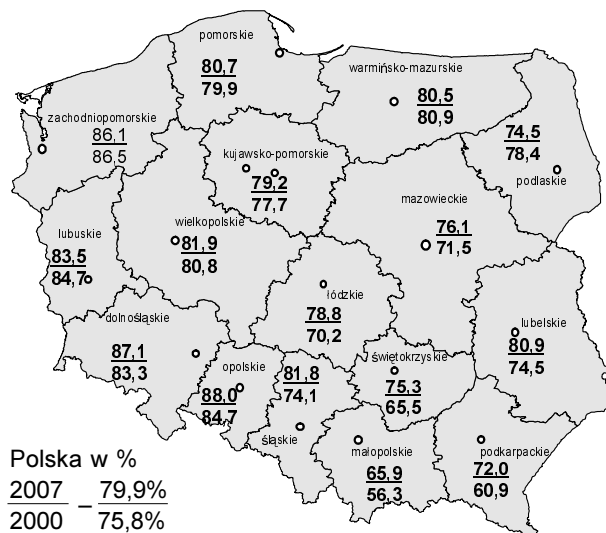 pomorskie
80,7
79,9
warmińsko-mazurskie
80,5
80,9
zachodniopomorskie
86,1
86,5
74,5
78,4
podlaskie
kujawsko-pomorskie
79,2
77,7
mazowieckie
76,1
71,5
wielkopolskie
81,9
80,8
lubuskie
83,5
84,7
łódzkie
78,8
70,2
dolnośląskie
87,1
83,3
lubelskie
80,9
74,5
opolskie
88,0
84,7
81,8
74,1
śląskie
świętokrzyskie
75,3
65,5
małopolskie
65,9
56,3
podkarpackie
72,0
60,9
Polska w %
2007 – 79,9%
2000 75,8%